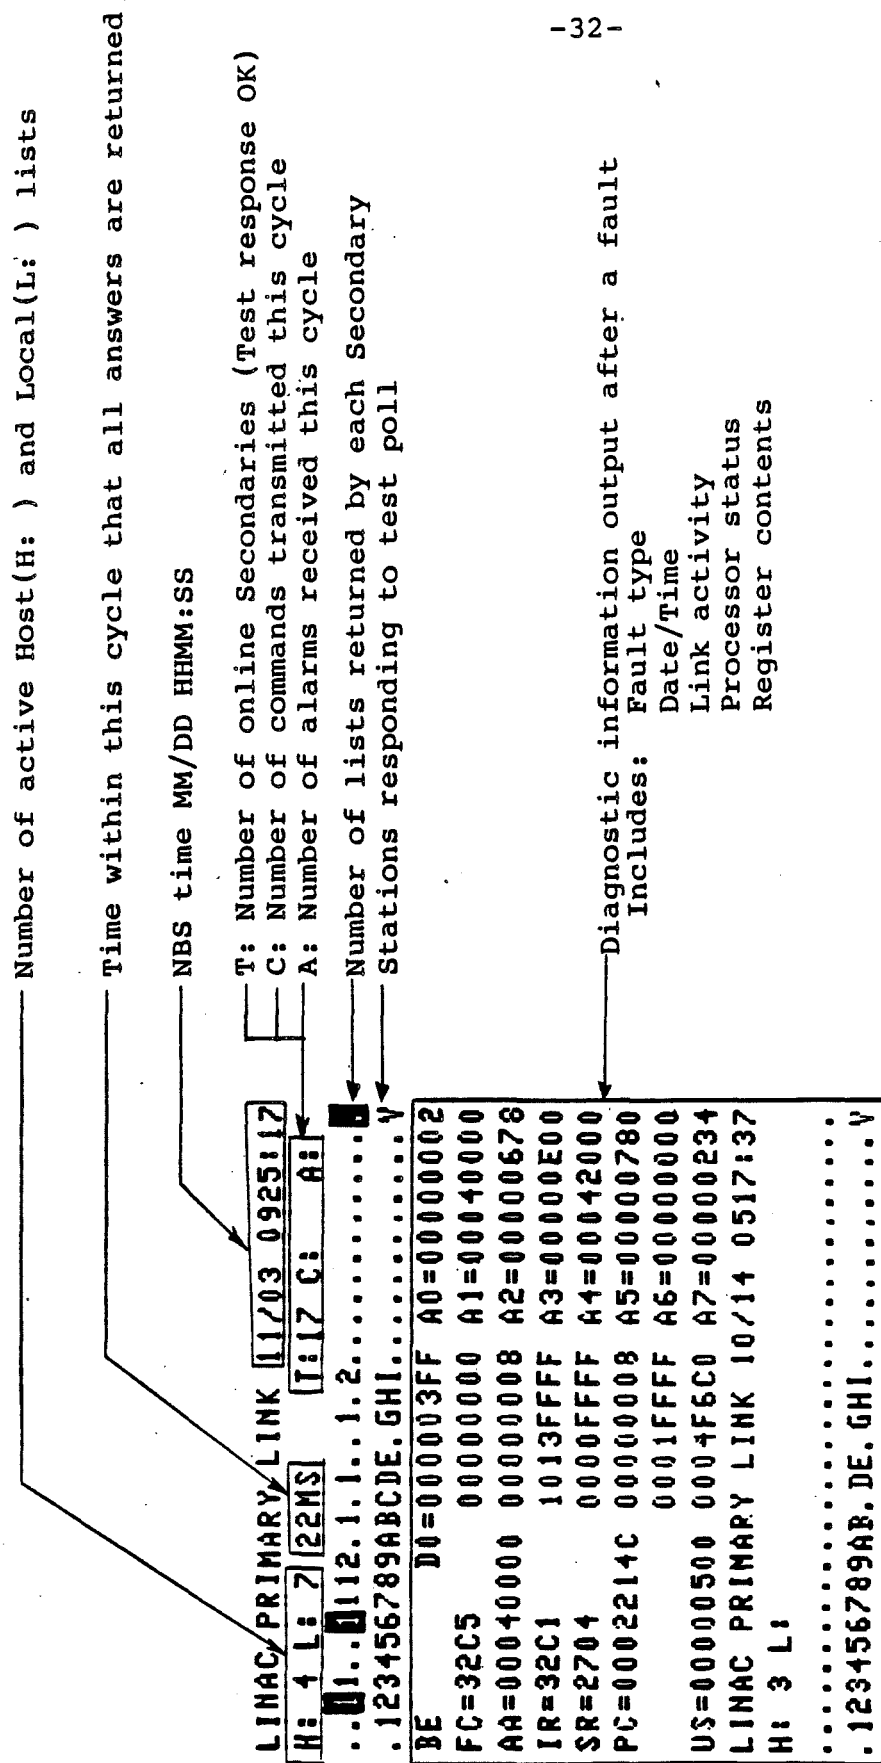 -32-
Number of active Host(H: ) and Local(L: ) lists
Time within this cycle that all answers are returned
NBS time MM/DD HHMM:SS
T: Number of online Secondaries (Test response OK)
C: Number of commands transmitted this cycle
A: Number of alarms received this cycle
Number of lists returned by each Secondary
Stations responding to test poll
Diagnostic information output after a fault
Includes: Fault type
Date/Time
Link activity
Processor status
Register contents
LINAC PRIMARY LINK 11/03 0925:17
H: 4 L: 7 22MS T:17 C: A:
..11..1112.1.1..1.2.............
.123456789ABCDE.GHI............V
BE D0=000003FF A0=00000002
FC=32C5 00000000 A1=00040000
AA=00040000 00000008 A2=00000678
IR=32C1 1013FFFF A3=00000E00
SR=2704 0000FFFF A4=00042000
PC=0002214C 00000008 A5=00000780
0001FFFF A6=00000000
US=00000500 0004F6C0 A7=00000234
LINAC PRIMARY LINK 10/14 0517:37
H: 3 L:
................................
.123456789AB.DE.GHI............V